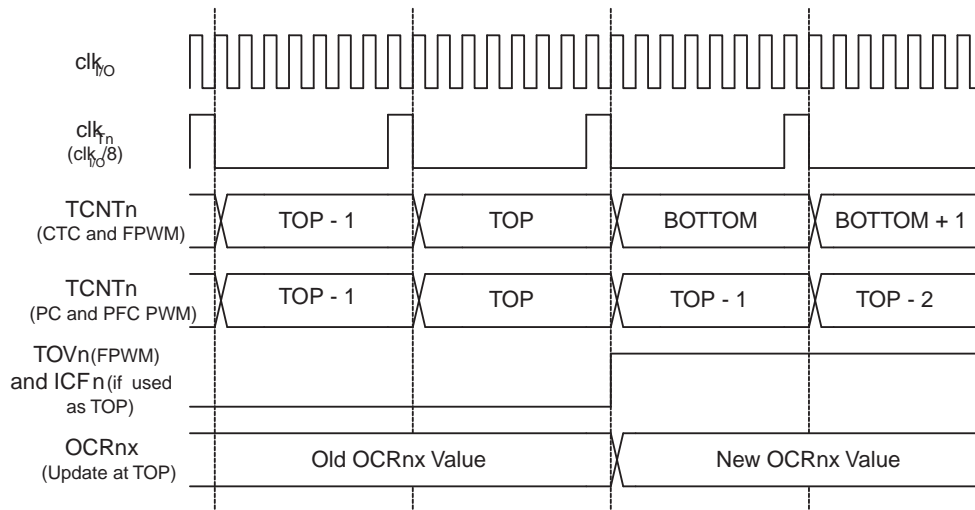 clkI/O
clkTn
(clkI/O/8)
TCNTn
(CTC and FPWM)
TOP - 1
TOP
BOTTOM
BOTTOM + 1
TCNTn
(PC and PFC PWM)
TOP - 1
TOP
TOP - 1
TOP - 2
TOVn(FPWM)
and ICFn(if used
as TOP)
OCRnx
(Update at TOP)
Old OCRnx Value
New OCRnx Value